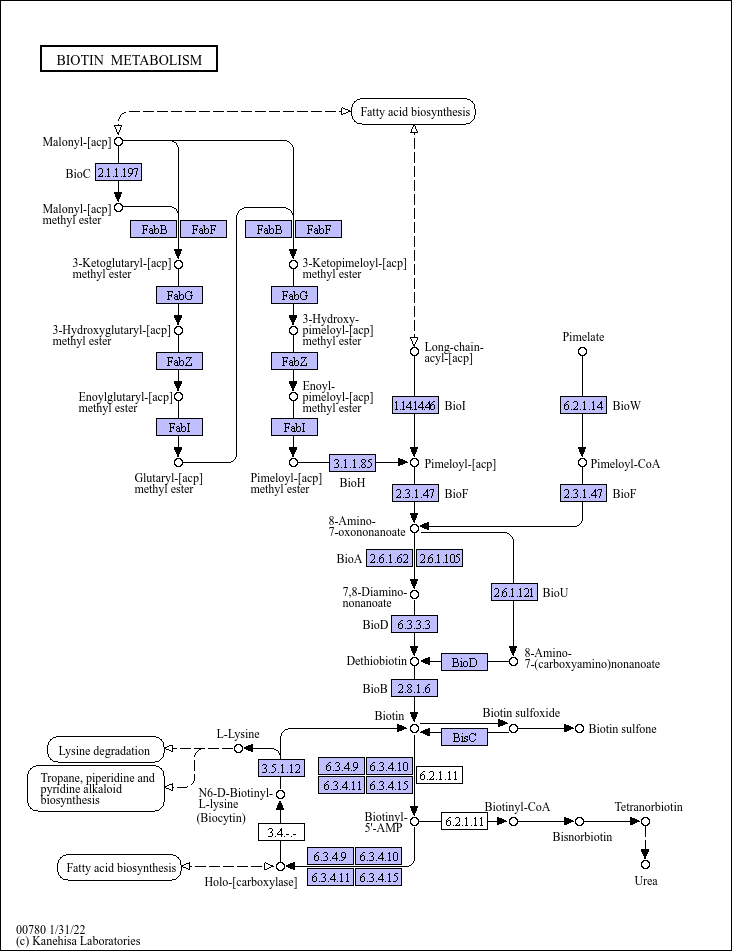 BIOTIN METABOLISM
Fatty acid biosynthesis
Malonyl-[acp]
BioC
2.1.1.197
Malonyl-[acp]
methyl ester
FabB
FabF
FabB
FabF
3-Ketoglutaryl-[acp]
methyl ester
3-Ketopimeloyl-[acp]
methyl ester
FabG
FabG
3-Hydroxyglutaryl-[acp]
methyl ester
3-Hydroxy-
pimeloyl-[acp]
methyl ester
Long-chain-
acyl-[acp]
Pimelate
FabZ
FabZ
Enoylglutaryl-[acp]
methyl ester
Enoyl-
pimeloyl-[acp]
methyl ester
1.14.14.46
BioI
6.2.1.14
BioW
FabI
FabI
Glutaryl-[acp]
methyl ester
Pimeloyl-[acp]
methyl ester
3.1.1.85
BioH
Pimeloyl-[acp]
Pimeloyl-CoA
2.3.1.47
BioF
2.3.1.47
BioF
8-Amino-
7-oxononanoate
BioA
2.6.1.62
2.6.1.105
7,8-Diamino-
nonanoate
2.6.1.121
BioU
BioD
6.3.3.3
Dethiobiotin
BioD
8-Amino-
7-(carboxyamino)nonanoate
BioB
2.8.1.6
Biotin
Biotin sulfoxide
Biotin sulfone
BisC
L-Lysine
Lysine degradation
3.5.1.12
6.3.4.9
6.3.4.10
6.3.4.11
6.3.4.15
6.2.1.11
Tropane, piperidine and
pyridine alkaloid
biosynthesis
N6-D-Biotinyl-
L-lysine
(Biocytin)
Biotinyl-
5'-AMP
6.2.1.11
Biotinyl-CoA
Bisnorbiotin
Tetranorbiotin
3.4.-.-
6.3.4.9
6.3.4.10
6.3.4.11
6.3.4.15
Fatty acid biosynthesis
Holo-[carboxylase]
Urea
00780 1/31/22
(c) Kanehisa Laboratories